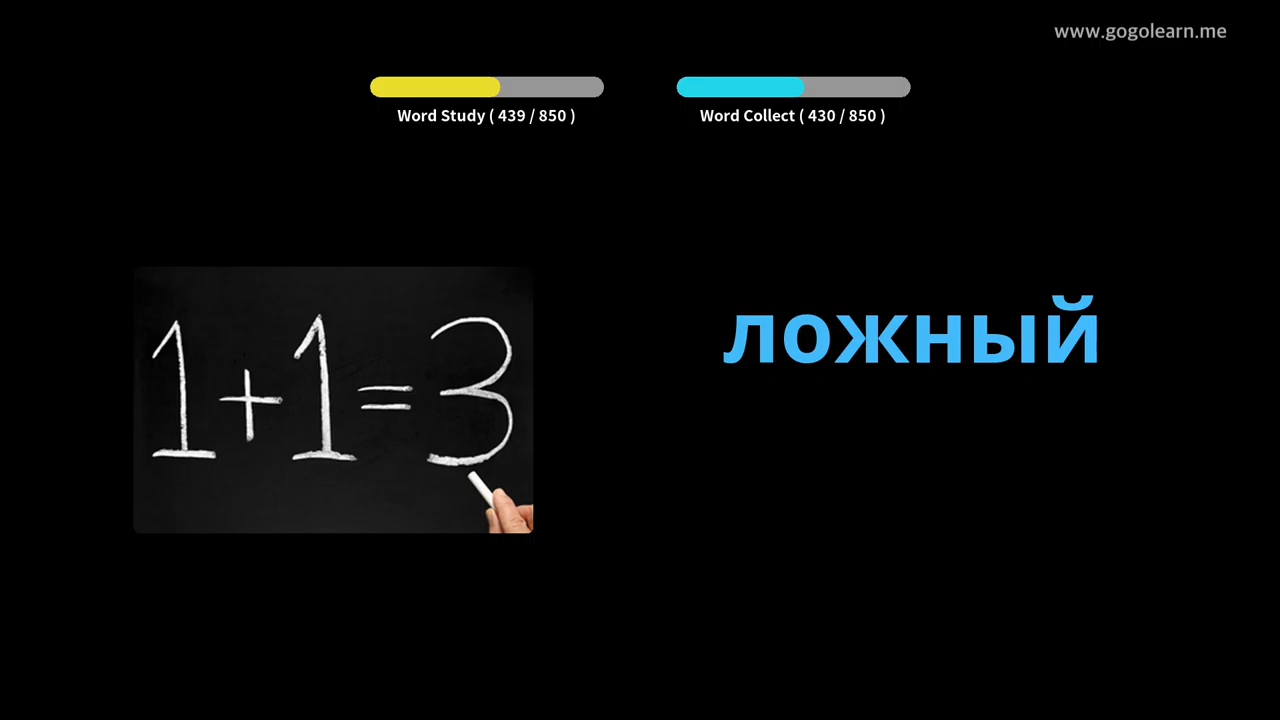 www.gogolearn.me
Word Study ( 439 / 850 )
Word Collect ( 430 / 850 )
1+1=3
ложный